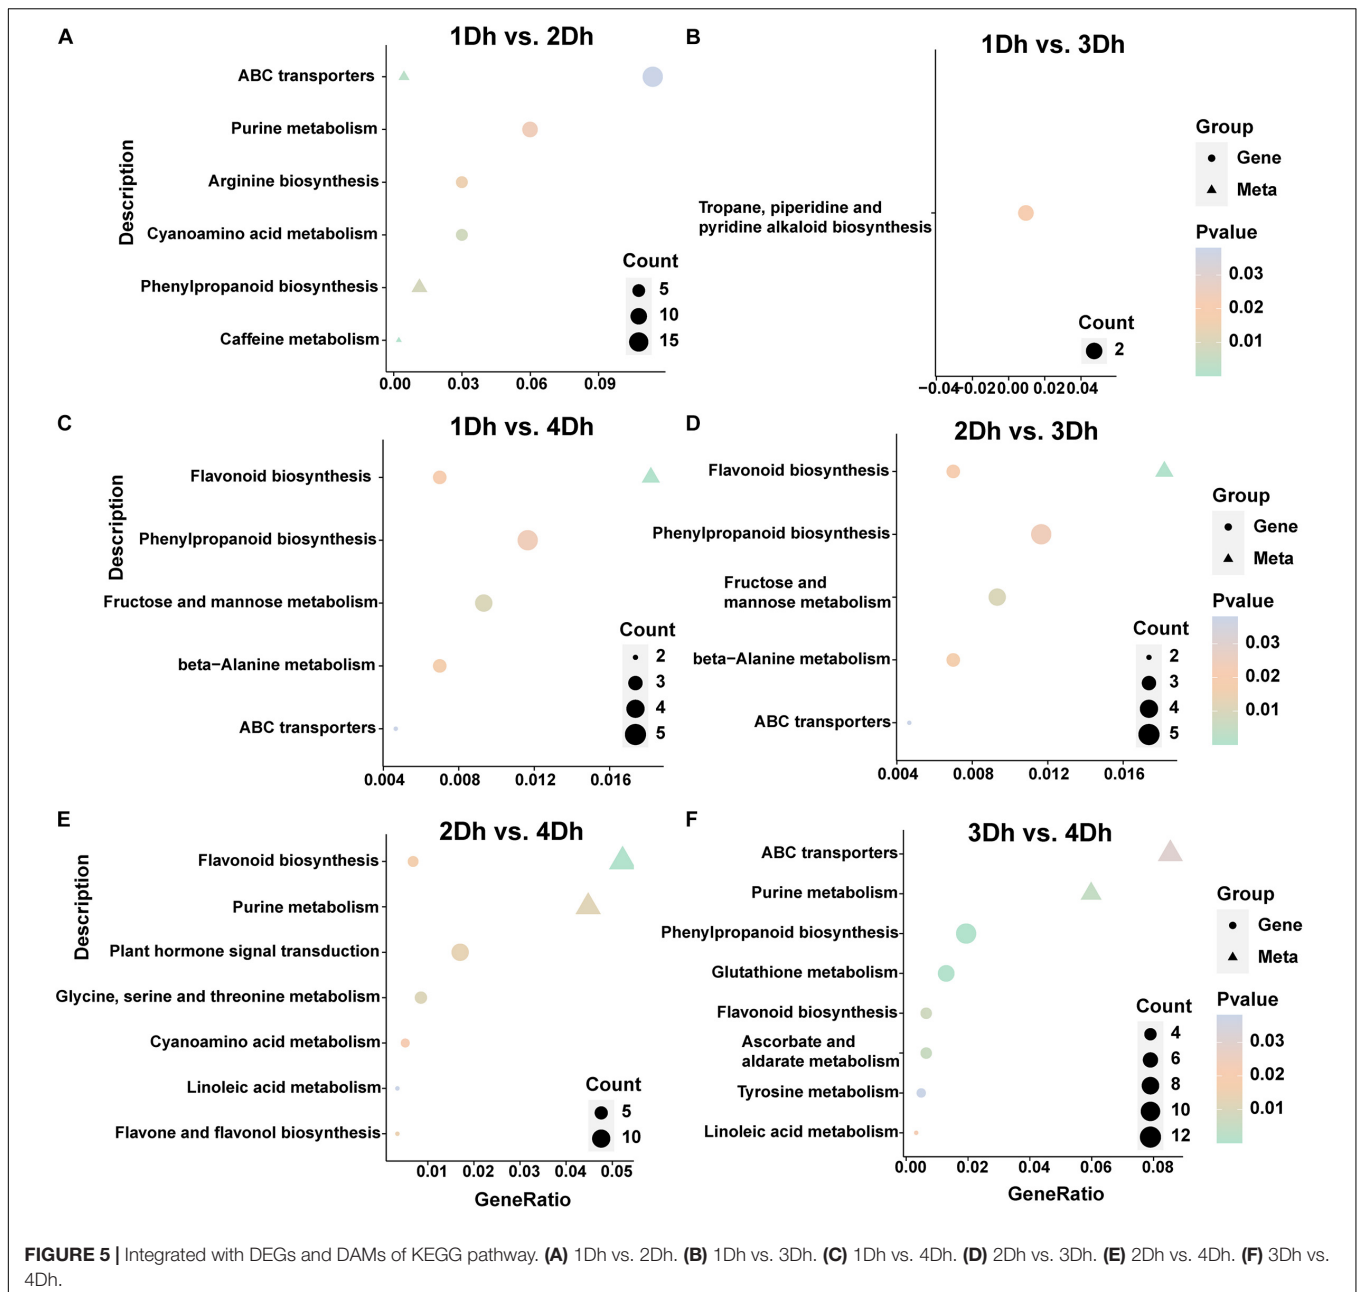 A
1Dh vs. 2Dh
Description
ABC transporters
Purine metabolism
Arginine biosynthesis
Cyanoamino acid metabolism
Phenylpropanoid biosynthesis
Caffeine metabolism
Count
5
10
15
0.00 0.03 0.06 0.09
B
1Dh vs. 3Dh
Tropane, piperidine and
pyridine alkaloid biosynthesis
Count
2
−0.04 −0.02 0.00 0.02 0.04
Group
Gene
Meta
Pvalue
0.03
0.02
0.01
C
1Dh vs. 4Dh
Description
Flavonoid biosynthesis
Phenylpropanoid biosynthesis
Fructose and mannose metabolism
beta−Alanine metabolism
ABC transporters
Count
2
3
4
5
0.004 0.008 0.012 0.016
D
2Dh vs. 3Dh
Flavonoid biosynthesis
Phenylpropanoid biosynthesis
Fructose and
mannose metabolism
beta−Alanine metabolism
ABC transporters
Count
2
3
4
5
0.004 0.008 0.012 0.016
Group
Gene
Meta
Pvalue
0.03
0.02
0.01
E
2Dh vs. 4Dh
Description
Flavonoid biosynthesis
Purine metabolism
Plant hormone signal transduction
Glycine, serine and threonine metabolism
Cyanoamino acid metabolism
Linoleic acid metabolism
Flavone and flavonol biosynthesis
Count
5
10
0.01 0.02 0.03 0.04 0.05
GeneRatio
F
3Dh vs. 4Dh
ABC transporters
Purine metabolism
Phenylpropanoid biosynthesis
Glutathione metabolism
Flavonoid biosynthesis
Ascorbate and
aldarate metabolism
Tyrosine metabolism
Linoleic acid metabolism
Count
4
6
8
10
12
0.00 0.02 0.04 0.06 0.08
GeneRatio
Group
Gene
Meta
Pvalue
0.03
0.02
0.01
FIGURE 5 | Integrated with DEGs and DAMs of KEGG pathway. (A) 1Dh vs. 2Dh. (B) 1Dh vs. 3Dh. (C) 1Dh vs. 4Dh. (D) 2Dh vs. 3Dh. (E) 2Dh vs. 4Dh. (F) 3Dh vs.
4Dh.